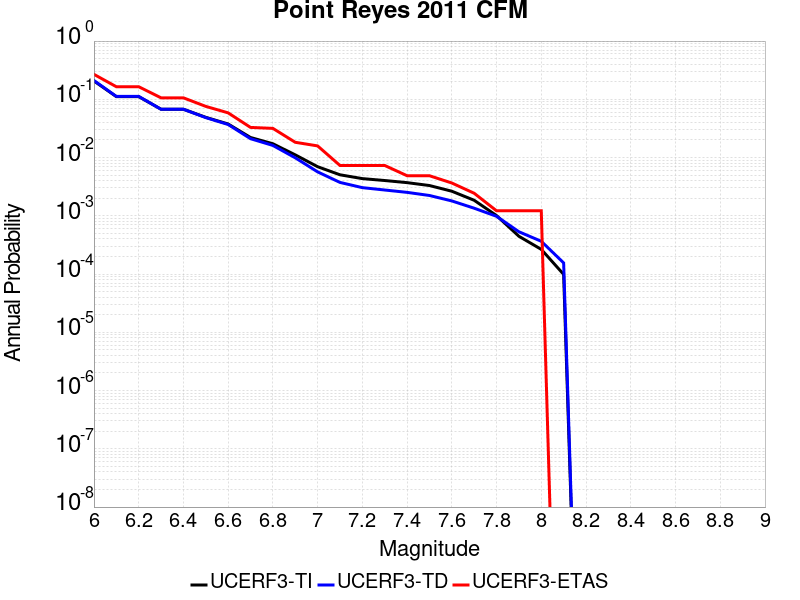 Point Reyes 2011 CFM
Annual Probability
10^0
10^-1
10^-2
10^-3
10^-4
10^-5
10^-6
10^-7
10^-8
6 6.2 6.4 6.6 6.8 7 7.2 7.4 7.6 7.8 8 8.2 8.4 8.6 8.8 9
Magnitude
UCERF3-TI UCERF3-TD UCERF3-ETAS